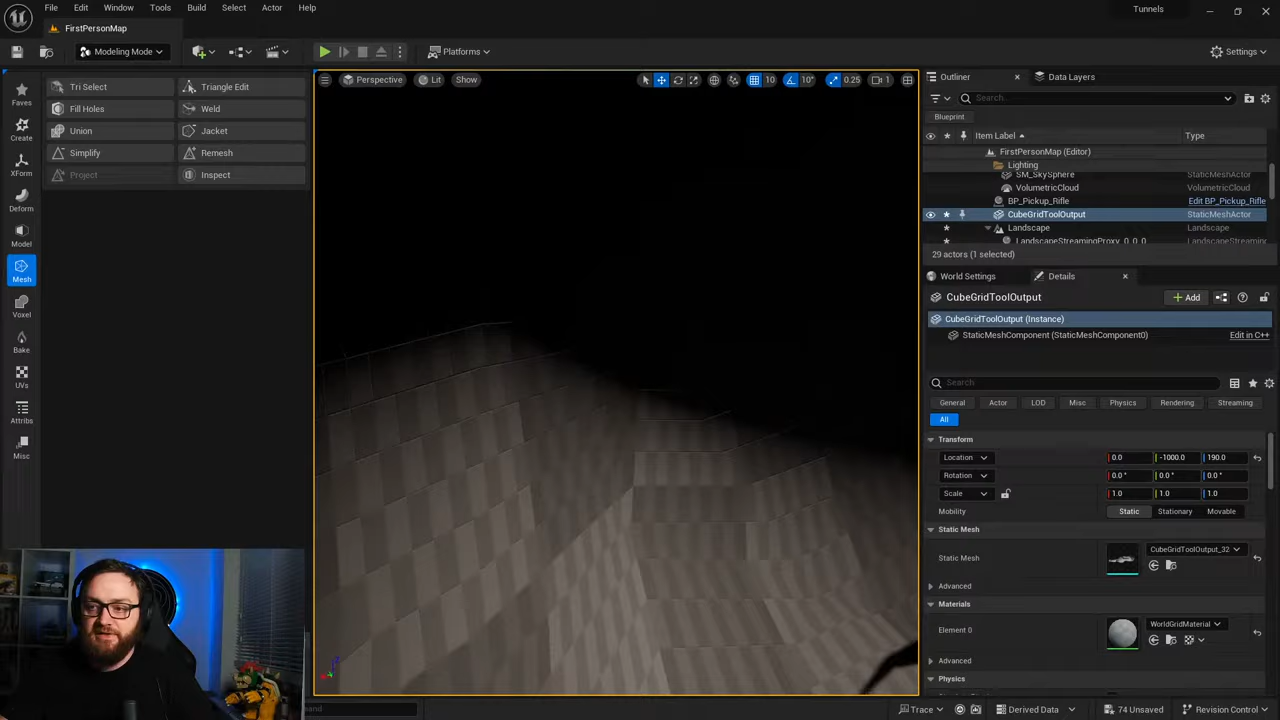 File Edit Window Tools Build Select Actor Help
Tunnels
FirstPersonMap
Modeling Mode
Platforms
Settings
Faves
Create
XForm
Deform
Model
Mesh
Voxel
Bake
UVs
Attribs
Misc
Tri Select
Triangle Edit
Fill Holes
Weld
Union
Jacket
Simplify
Remesh
Project
Inspect
Perspective
Lit
Show
10
10°
0.25
1
Outliner
Data Layers
Search...
Blueprint
Item Label
Type
FirstPersonMap (Editor)
Lighting
SM_SkySphere StaticMeshActor
VolumetricCloud VolumetricCloud
BP_Pickup_Rifle Edit BP_Pickup_Rifle
CubeGridToolOutput StaticMeshActor
Landscape Landscape
LandscapeStreamingProxy_0_0_0 LandscapeStreaming
29 actors (1 selected)
World Settings
Details
CubeGridToolOutput
Add
CubeGridToolOutput (Instance)
StaticMeshComponent (StaticMeshComponent0) Edit in C++
Search
General Actor LOD Misc Physics Rendering Streaming
All
Transform
Location 0.0 -1000.0 190.0
Rotation 0.0 ° 0.0 ° 0.0 °
Scale 1.0 1.0 1.0
Mobility Static Stationary Movable
Static Mesh
Static Mesh CubeGridToolOutput_32
Advanced
Materials
Element 0 WorldGridMaterial
Advanced
Physics
Trace
Derived Data
74 Unsaved
Revision Control